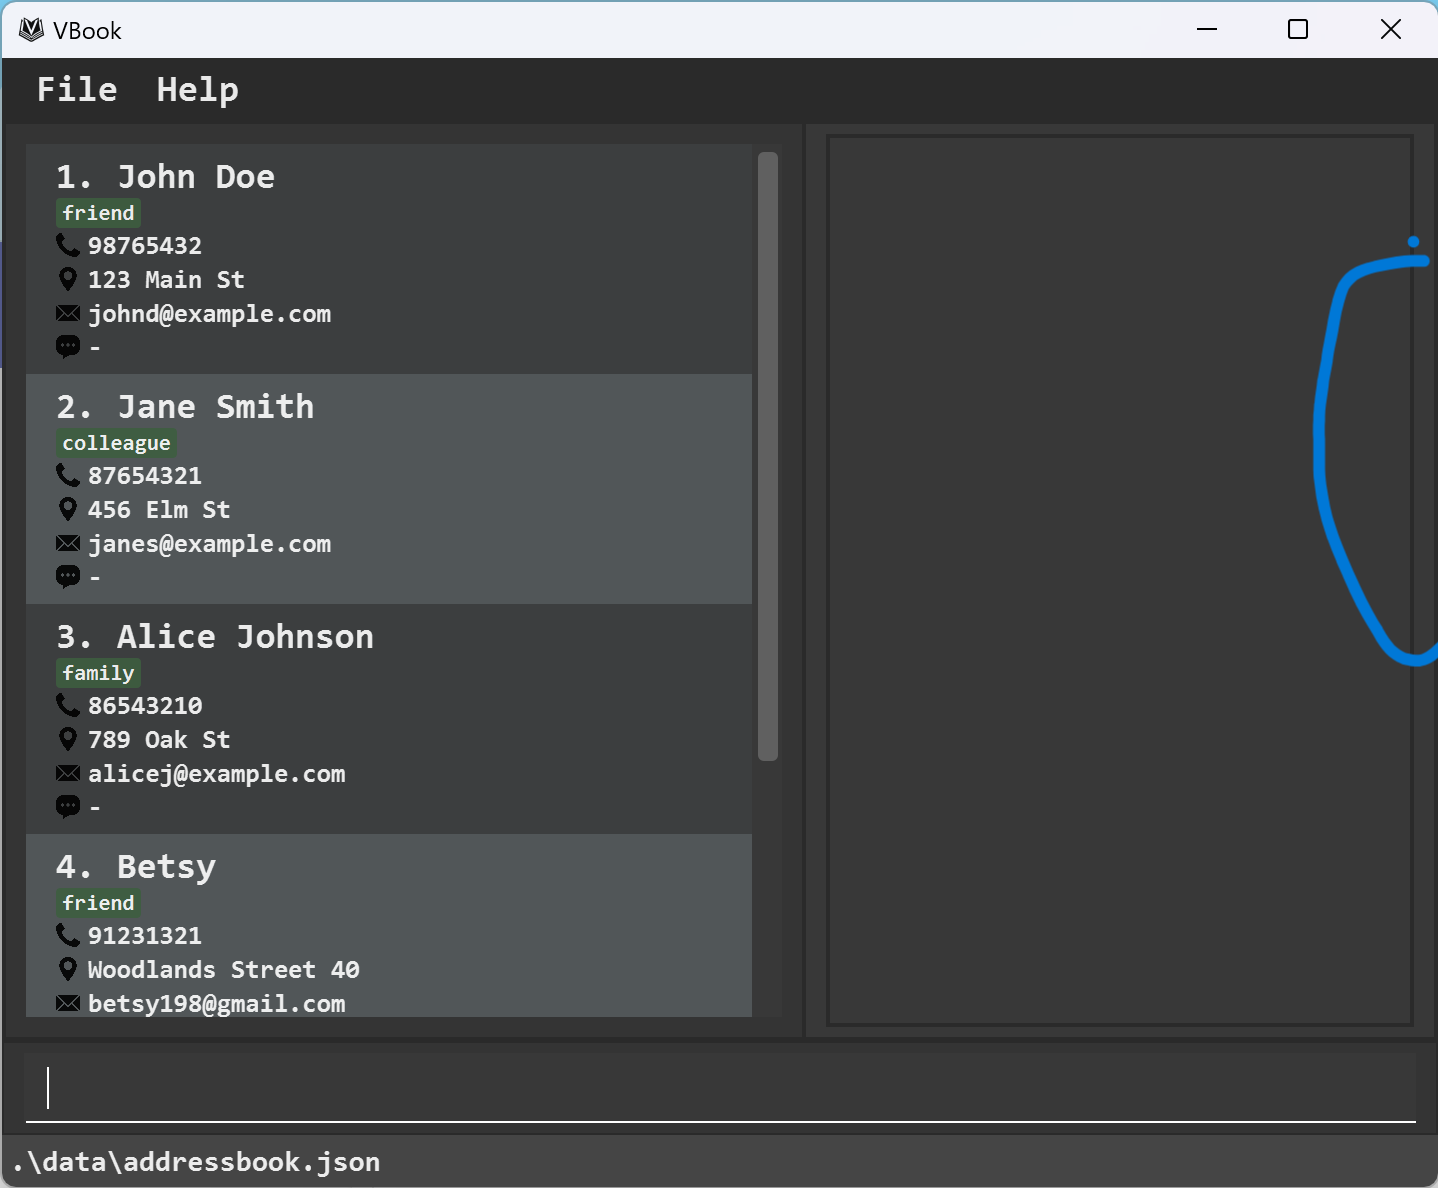 VBook
File Help
1. John Doe
friend
98765432
123 Main St
johnd@example.com
-
2. Jane Smith
colleague
87654321
456 Elm St
janes@example.com
-
3. Alice Johnson
family
86543210
789 Oak St
alicej@example.com
-
4. Betsy
friend
91231321
Woodlands Street 40
betsy198@gmail.com
.\data\addressbook.json